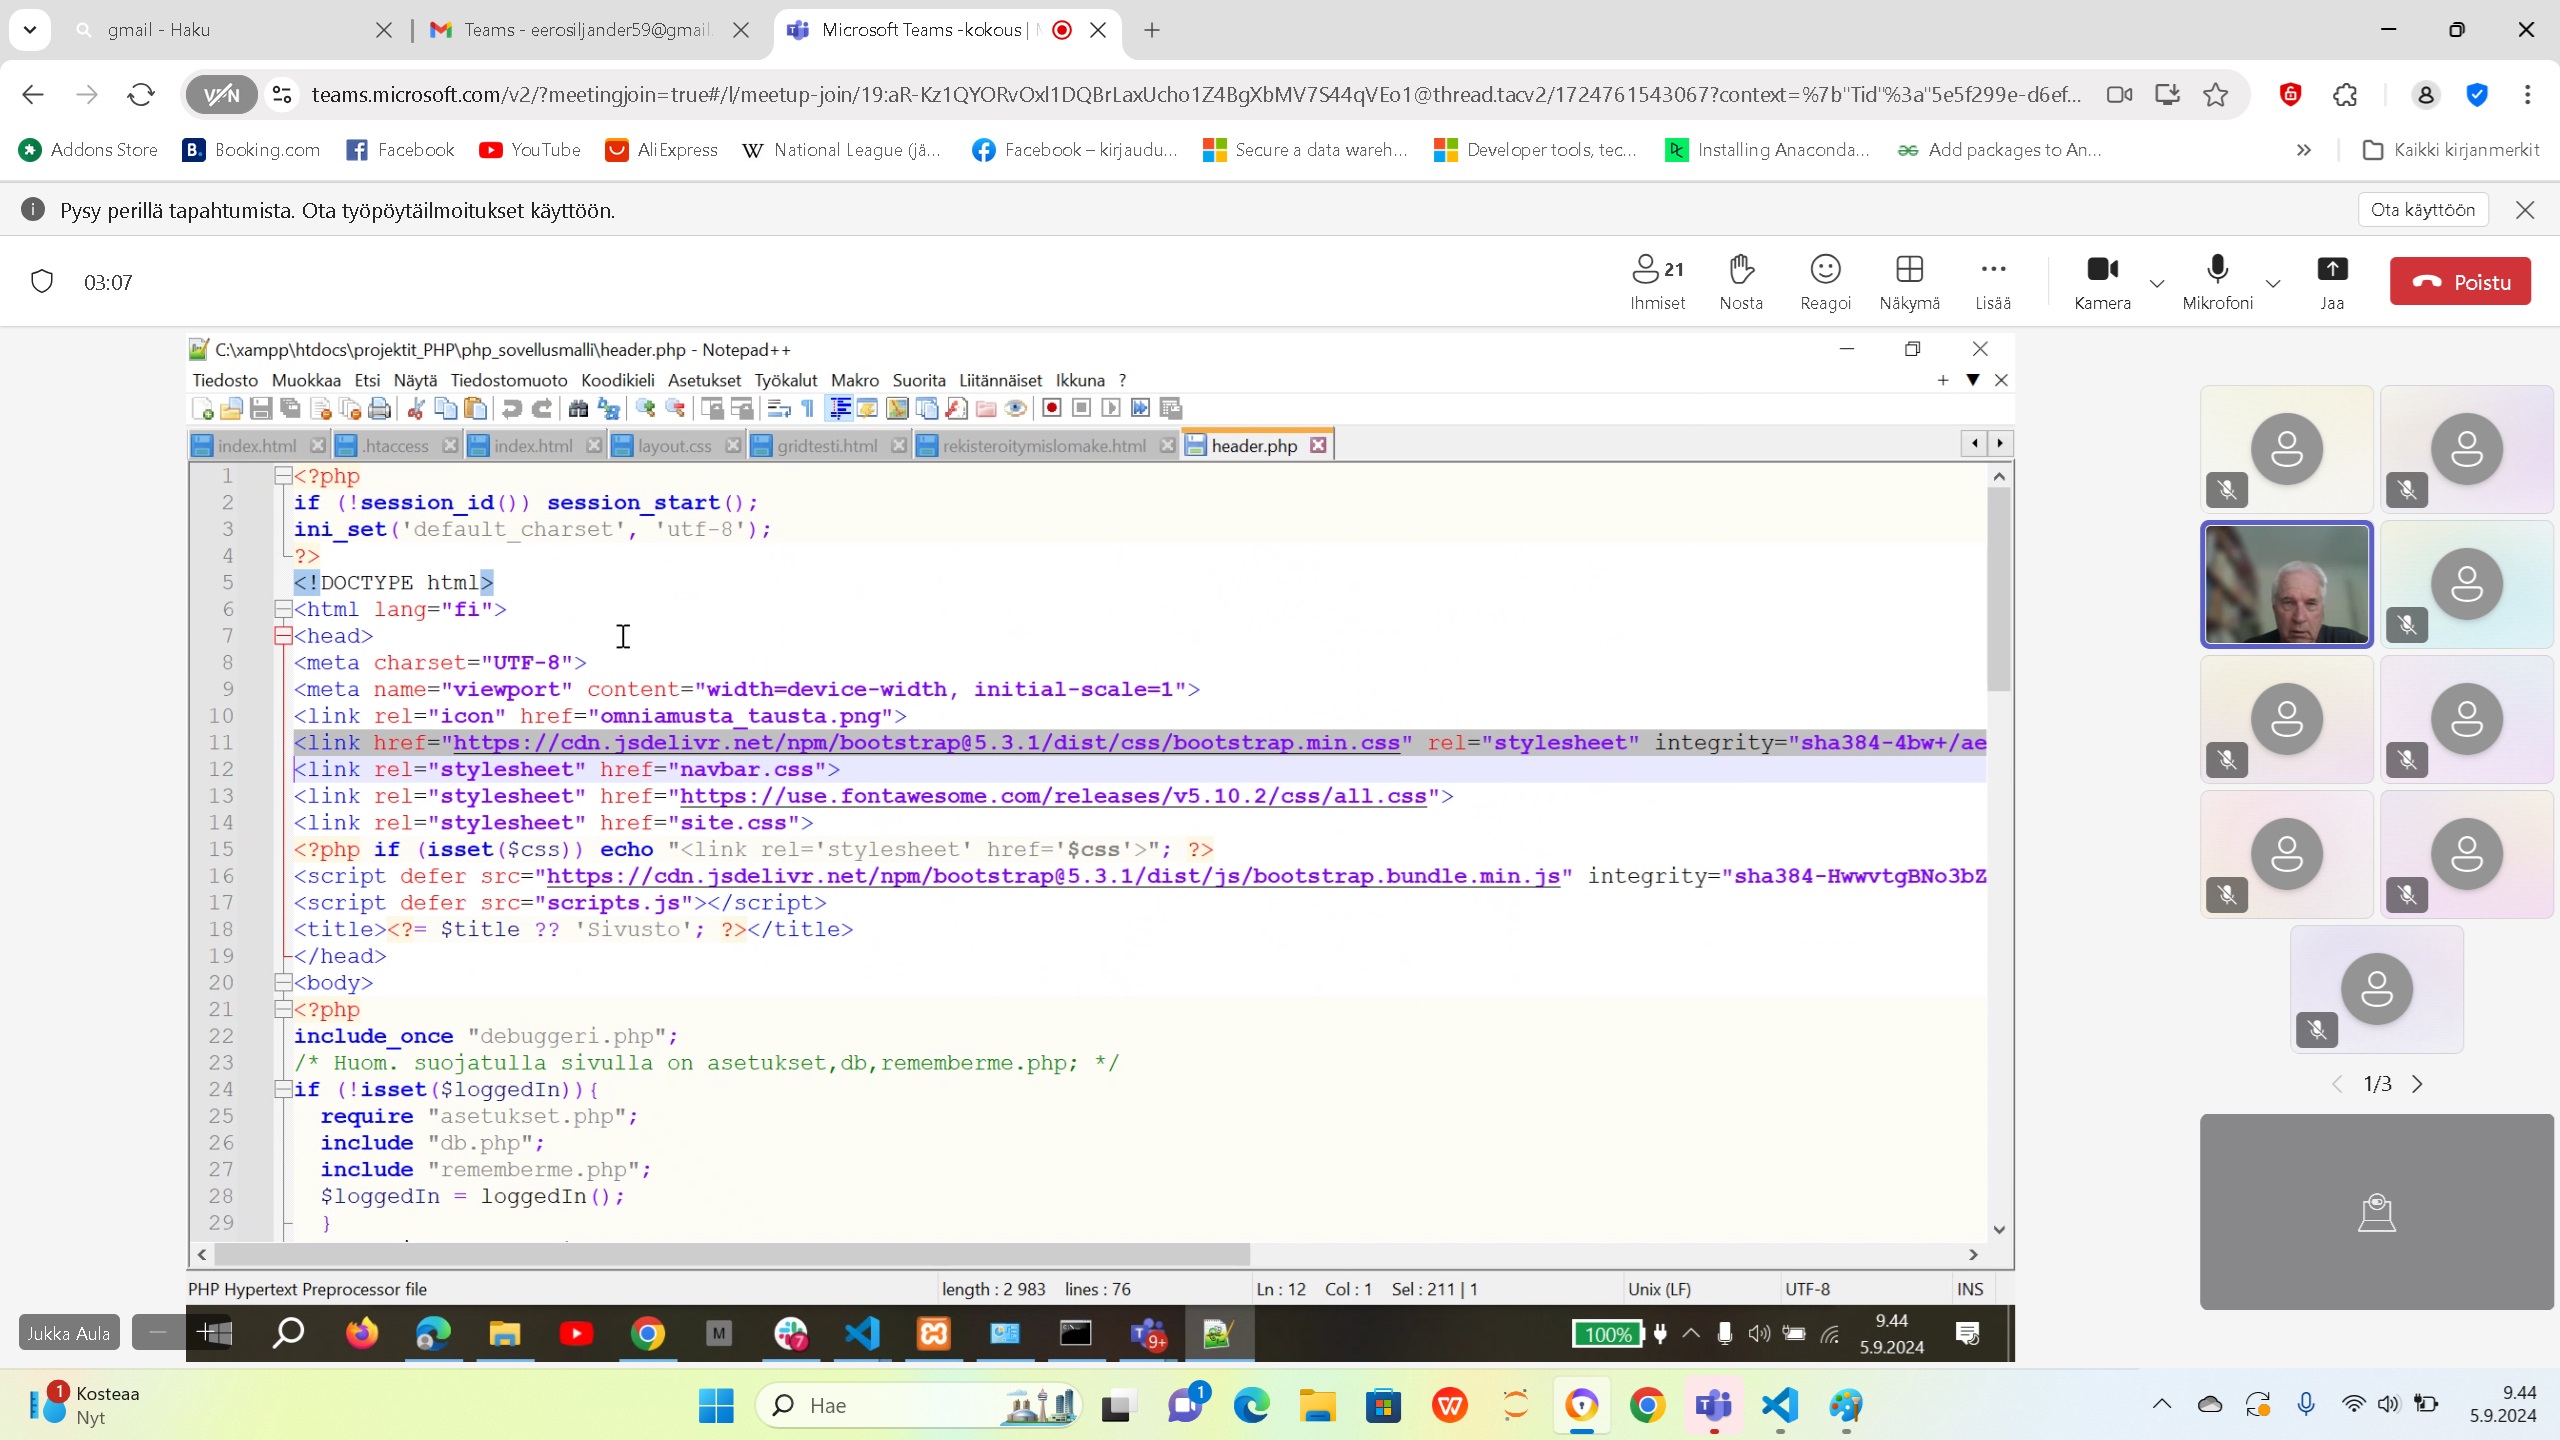 gmail - Haku
Teams - eerosiljander59@gmail.
Microsoft Teams -kokous |
VPN
teams.microsoft.com/v2/?meetingjoin=true#/l/meetup-join/19:aR-Kz1QYORvOxI1DQBrLaxUcho1Z4BgXbMV7S44qVEo1@thread.tacv2/1724761543067?context=%7b"Tid"%3a"5e5f299e-d6ef...
Addons Store
Booking.com
Facebook
YouTube
AliExpress
National League (jä...
Facebook – kirjaudu...
Secure a data wareh...
Developer tools, tec...
Installing Anaconda...
Add packages to An...
Kaikki kirjanmerkit
Pysy perillä tapahtumista. Ota työpöytäilmoitukset käyttöön.
Ota käyttöön
03:07
21
Ihmiset
Nosta
Reagoi
Näkymä
Lisää
Kamera
Mikrofoni
Jaa
Poistu
C:\xampp\htdocs\projektit_PHP\php_sovellusmalli\header.php - Notepad++
Tiedosto Muokkaa Etsi Näytä Tiedostomuoto Koodikieli Asetukset Työkalut Makro Suorita Liitännäiset Ikkuna ?
index.html .htaccess index.html layout.css gridtesti.html rekisteroitymislomake.html header.php
1 <?php
2 if (!session_id()) session_start();
3 ini_set('default_charset', 'utf-8');
4 ?>
5 <!DOCTYPE html>
6 <html lang="fi">
7 <head>
8 <meta charset="UTF-8">
9 <meta name="viewport" content="width=device-width, initial-scale=1">
10 <link rel="icon" href="omniamusta_tausta.png">
11 <link href="https://cdn.jsdelivr.net/npm/bootstrap@5.3.1/dist/css/bootstrap.min.css" rel="stylesheet" integrity="sha384-4bw+/ae
12 <link rel="stylesheet" href="navbar.css">
13 <link rel="stylesheet" href="https://use.fontawesome.com/releases/v5.10.2/css/all.css">
14 <link rel="stylesheet" href="site.css">
15 <?php if (isset($css)) echo "<link rel='stylesheet' href='$css'>"; ?>
16 <script defer src="https://cdn.jsdelivr.net/npm/bootstrap@5.3.1/dist/js/bootstrap.bundle.min.js" integrity="sha384-HwwvtgBNo3bZ
17 <script defer src="scripts.js"></script>
18 <title><?= $title ?? 'Sivusto'; ?></title>
19 </head>
20 <body>
21 <?php
22 include_once "debuggeri.php";
23 /* Huom. suojatulla sivulla on asetukset,db,rememberme.php; */
24 if (!isset($loggedIn)){
25 require "asetukset.php";
26 include "db.php";
27 include "rememberme.php";
28 $loggedIn = loggedIn();
29 }
PHP Hypertext Preprocessor file
length : 2 983 lines : 76
Ln : 12 Col : 1 Sel : 211 | 1
Unix (LF)
UTF-8
INS
1/3
Jukka Aula
M
7
9+
100%
9.44
5.9.2024
1
Kosteaa
Nyt
Hae
1
9.44
5.9.2024